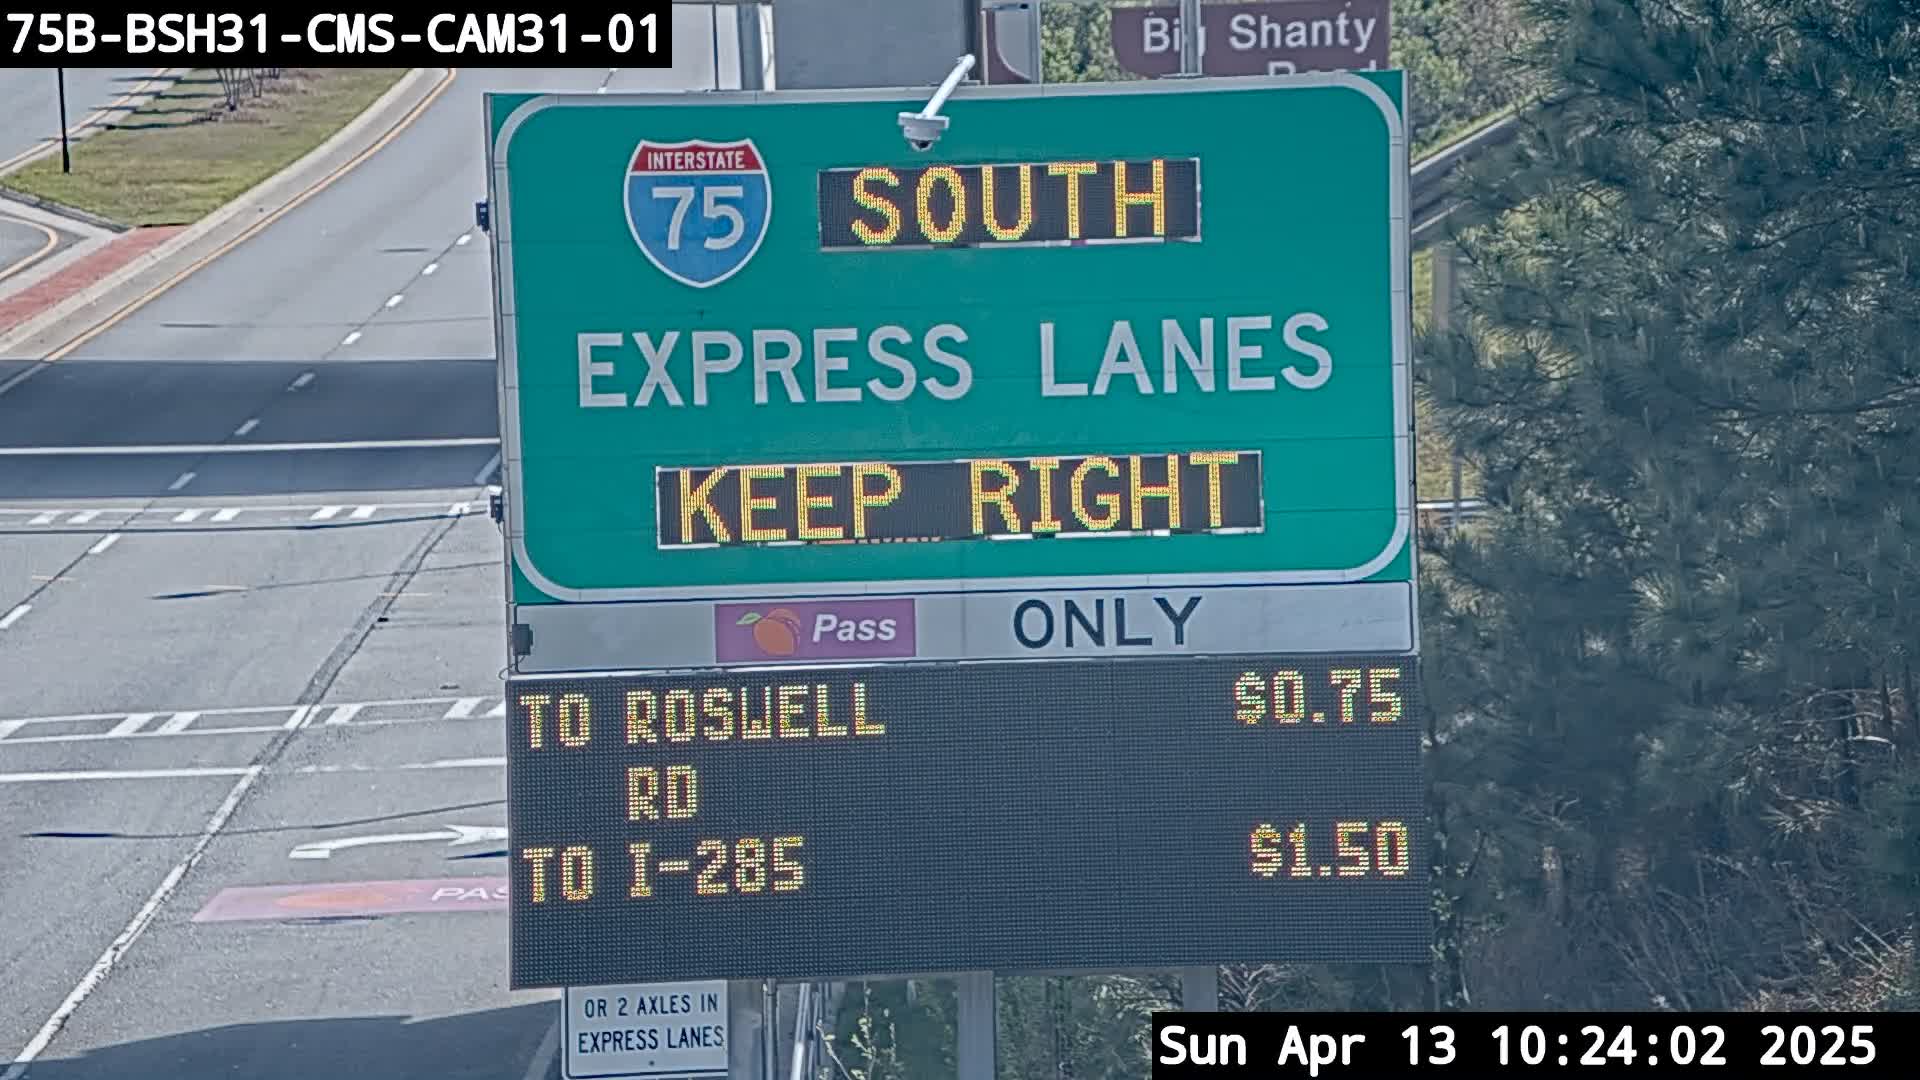 75B-BSH31-CMS-CAM31-01
Big Shanty
Road
INTERSTATE
75
SOUTH
EXPRESS LANES
KEEP RIGHT
Pass
ONLY
TO ROSWELL $0.75
RD
TO I-285 $1.50
PAS
OR 2 AXLES IN
EXPRESS LANES
Sun Apr 13 10:24:02 2025